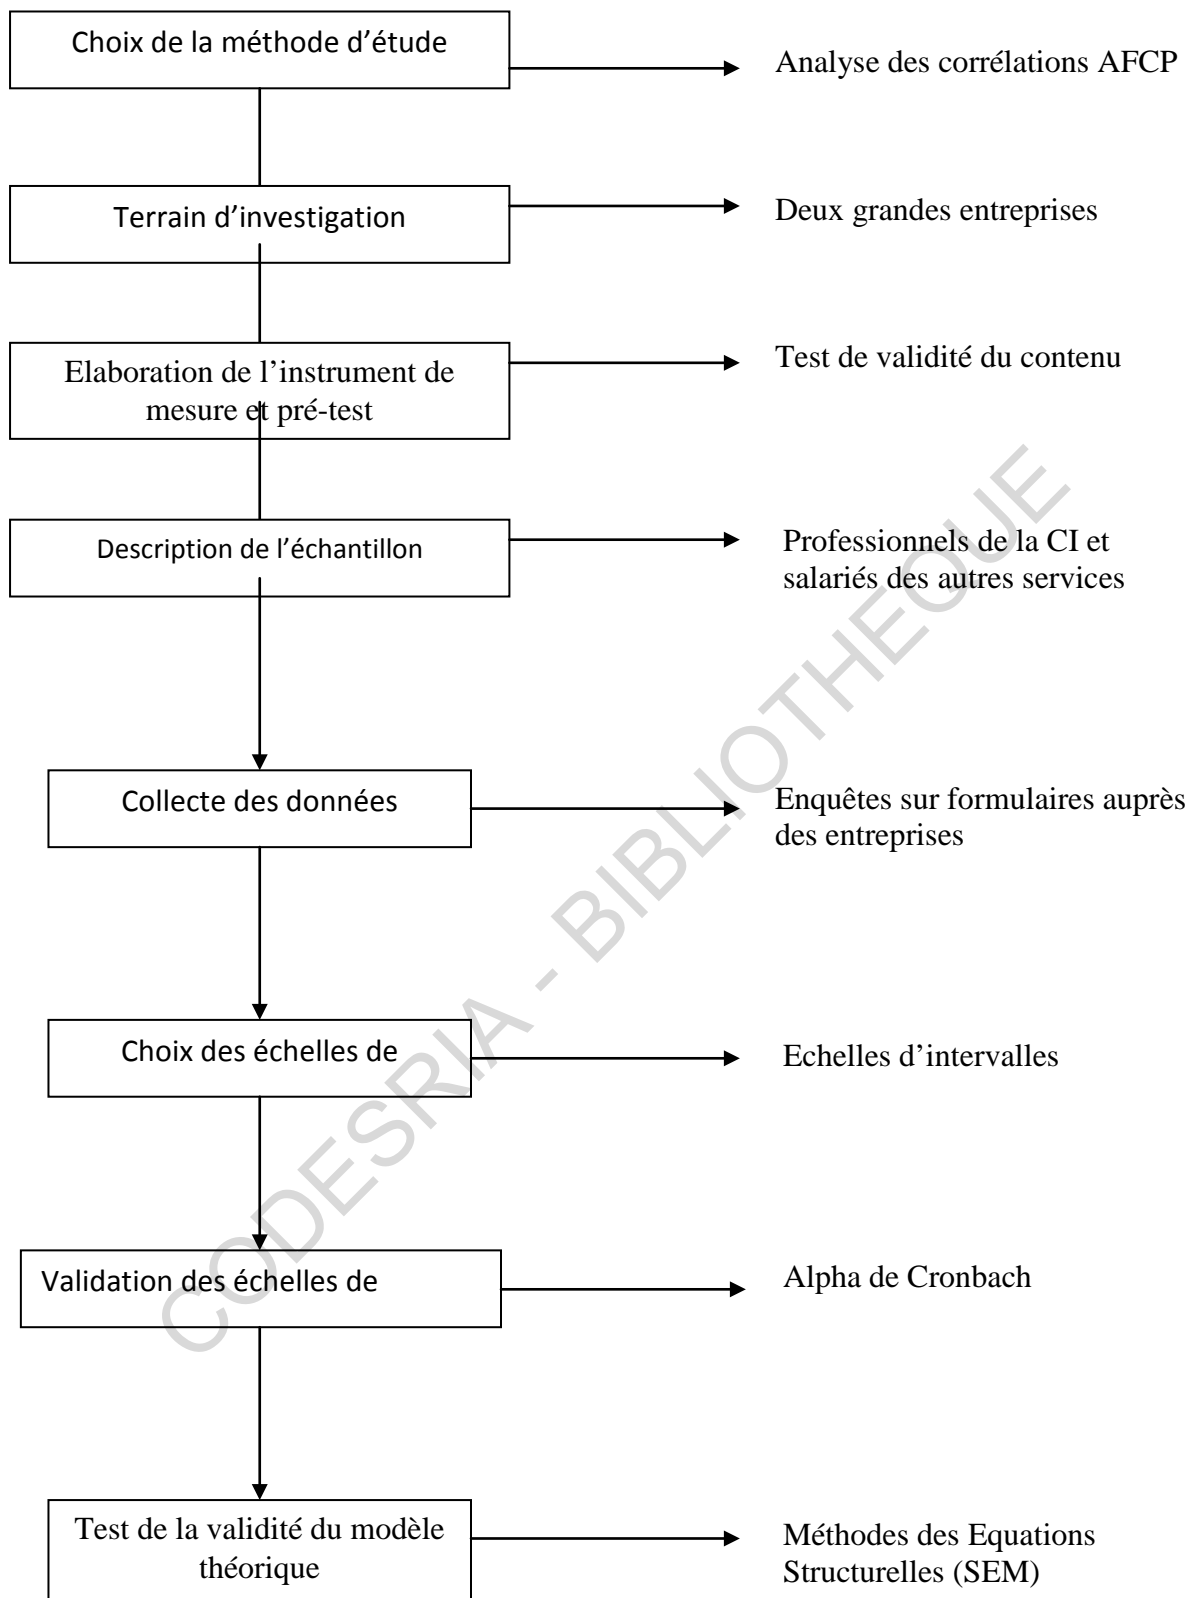 Choix de la méthode d’étude
Analyse des corrélations AFCP
Terrain d’investigation
Deux grandes entreprises
Elaboration de l’instrument de
mesure et pré-test
Test de validité du contenu
Description de l’échantillon
Professionnels de la CI et
salariés des autres services
Collecte des données
Enquêtes sur formulaires auprès
des entreprises
Choix des échelles de
Echelles d’intervalles
Validation des échelles de
Alpha de Cronbach
Test de la validité du modèle
théorique
Méthodes des Equations
Structurelles (SEM)
CODESRIA - BIBLIOTHEQUE